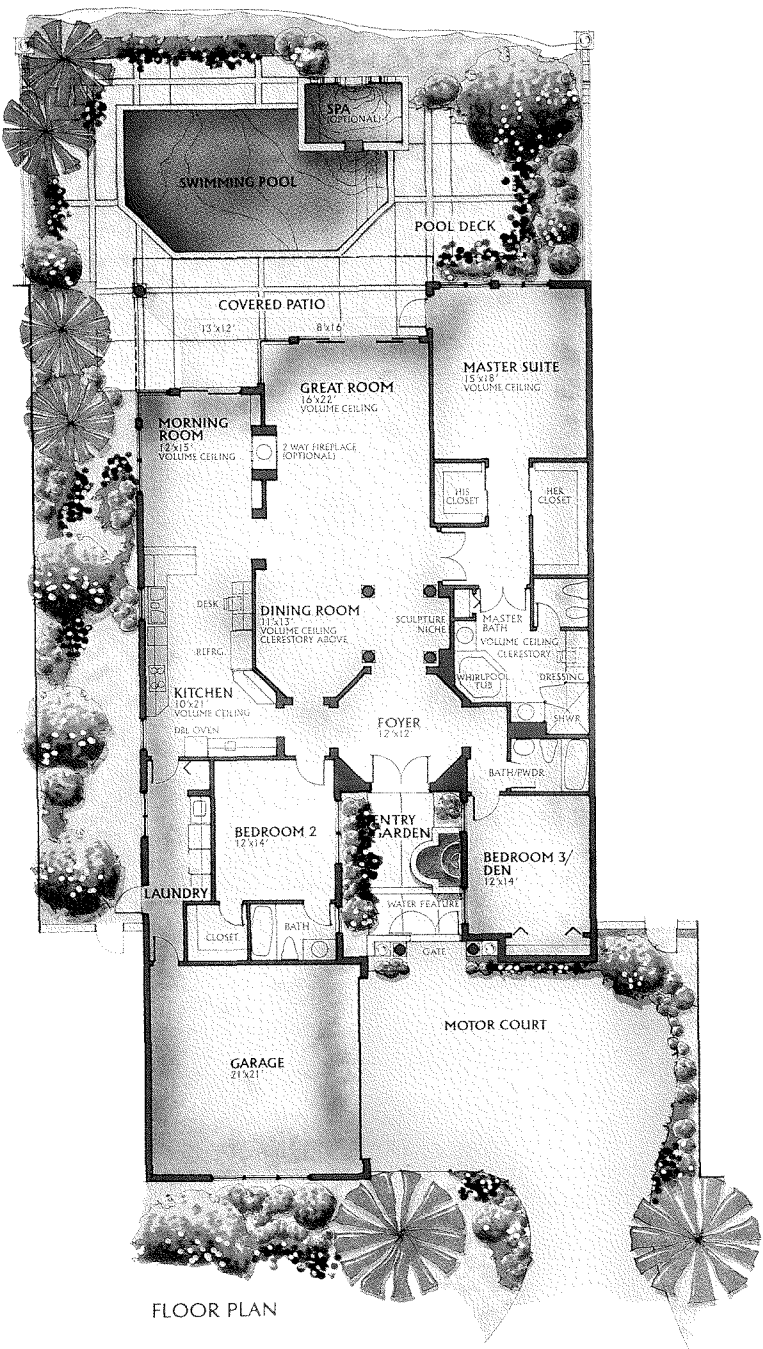 SPA
(OPTIONAL)
SWIMMING POOL
POOL DECK
COVERED PATIO
13'x12' 8'x16'
MASTER SUITE
15'x18'
VOLUME CEILING
GREAT ROOM
16'x22'
VOLUME CEILING
MORNING
ROOM
12'x15'
VOLUME CEILING
2 WAY FIREPLACE
(OPTIONAL)
HIS
CLOSET
HER
CLOSET
DESK
DINING ROOM
11'x13'
VOLUME CEILING
CLERESTORY ABOVE
SCULPTURE
NICHE
MASTER
BATH
VOLUME CEILING
CLERESTORY
REFRG.
WHIRLPOOL
TUB
DRESSING
KITCHEN
10'x21'
VOLUME CEILING
SHWR
FOYER
12'x12'
DBL OVEN
BATH/PWDR
ENTRY
GARDEN
BEDROOM 2
12'x14'
BEDROOM 3/
DEN
12'x14'
LAUNDRY
WATER FEATURE
CLOSET
BATH
GATE
MOTOR COURT
GARAGE
21'x21'
FLOOR PLAN